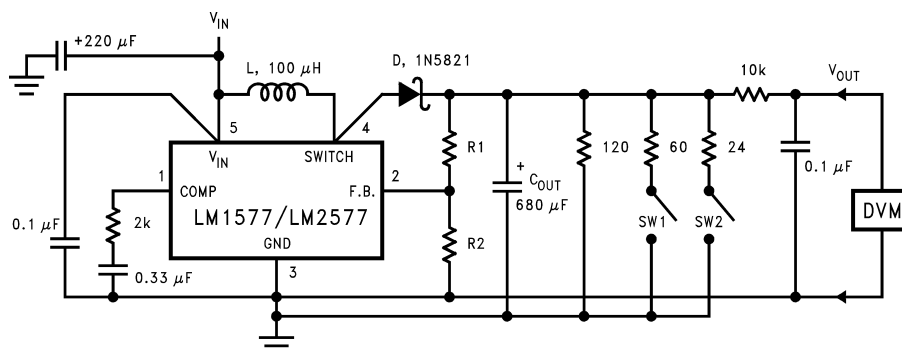 V_IN
+220 μF
L, 100 μH
D, 1N5821
10k
V_OUT
5
4
V_IN
SWITCH
R1
120
60
24
0.1 μF
1
COMP
F.B.
2
+
C_OUT
680 μF
LM1577/LM2577
0.1 μF
2k
GND
R2
SW1
SW2
DVM
3
0.33 μF